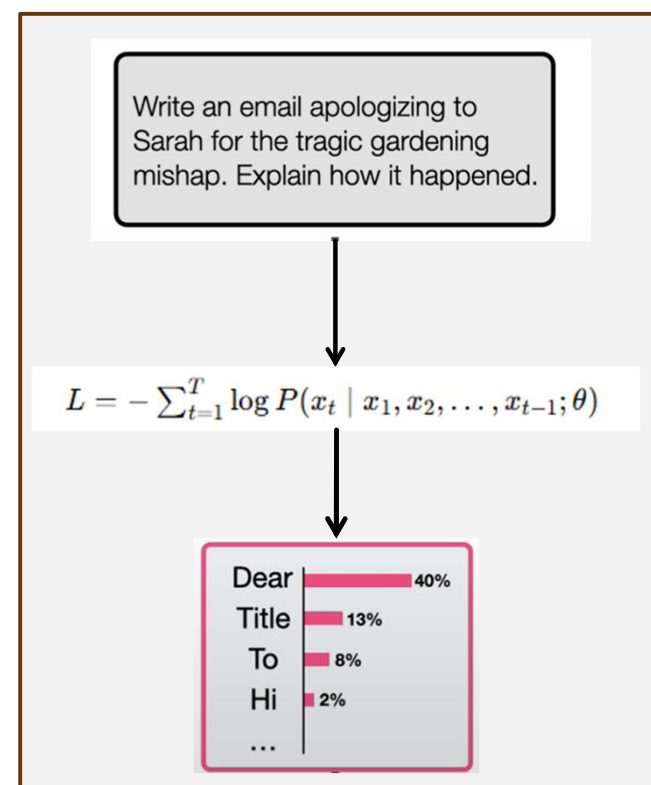 Write an email apologizing to
Sarah for the tragic gardening
mishap. Explain how it happened.
L = − ∑_{t=1}^{T} log P(x_t | x_1, x_2, . . . , x_{t−1}; θ)
Dear 40%
Title 13%
To 8%
Hi 2%
...